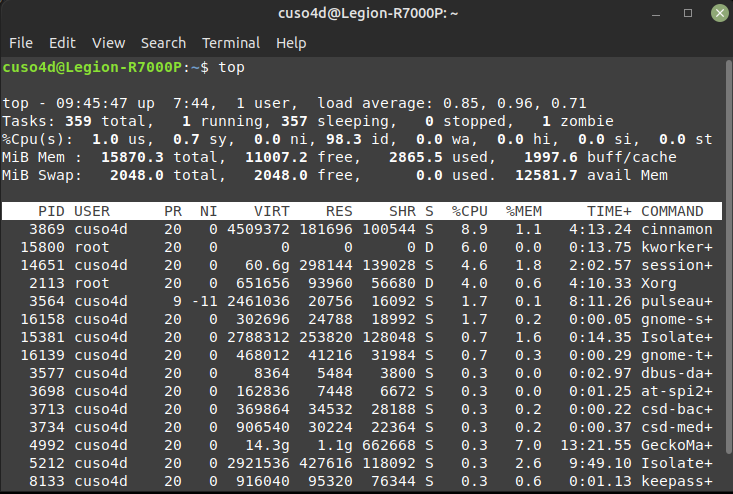 cuso4d@Legion-R7000P: ~
File Edit View Search Terminal Help
cuso4d@Legion-R7000P:~$ top
top - 09:45:47 up  7:44,  1 user,  load average: 0.85, 0.96, 0.71
Tasks: 359 total,   1 running, 357 sleeping,   0 stopped,   1 zombie
%Cpu(s):  1.0 us,  0.7 sy,  0.0 ni, 98.3 id,  0.0 wa,  0.0 hi,  0.0 si,  0.0 st
MiB Mem :  15870.3 total,  11007.2 free,   2865.5 used,   1997.6 buff/cache
MiB Swap:   2048.0 total,   2048.0 free,      0.0 used.  12581.7 avail Mem
PID USER      PR  NI    VIRT    RES    SHR S  %CPU  %MEM     TIME+ COMMAND
3869 cuso4d    20   0 4509372 181696 100544 S   8.9   1.1   4:13.24 cinnamon
15800 root      20   0       0      0      0 D   6.0   0.0   0:13.75 kworker+
14651 cuso4d    20   0   60.6g 298144 139028 S   4.6   1.8   2:02.57 session+
2113 root      20   0  651656  93960  56680 D   4.0   0.6   4:10.33 Xorg
3564 cuso4d     9 -11 2461036  20756  16092 S   1.7   0.1   8:11.26 pulseau+
16158 cuso4d    20   0  302696  24788  18992 S   1.7   0.2   0:00.05 gnome-s+
15381 cuso4d    20   0 2788312 253820 128048 S   0.7   1.6   0:14.35 Isolate+
16139 cuso4d    20   0  468012  41216  31984 S   0.7   0.3   0:00.29 gnome-t+
3577 cuso4d    20   0    8364   5484   3800 S   0.3   0.0   0:02.97 dbus-da+
3698 cuso4d    20   0  162836   7448   6672 S   0.3   0.0   0:01.25 at-spi2+
3713 cuso4d    20   0  369864  34532  28188 S   0.3   0.2   0:00.22 csd-bac+
3734 cuso4d    20   0  906540  30224  22364 S   0.3   0.2   0:00.37 csd-med+
4992 cuso4d    20   0   14.3g   1.1g 662668 S   0.3   7.0  13:21.55 GeckoMa+
5212 cuso4d    20   0 2921536 427616 118092 S   0.3   2.6   9:49.10 Isolate+
8133 cuso4d    20   0  916040  95320  76344 S   0.3   0.6   0:01.13 keepass+